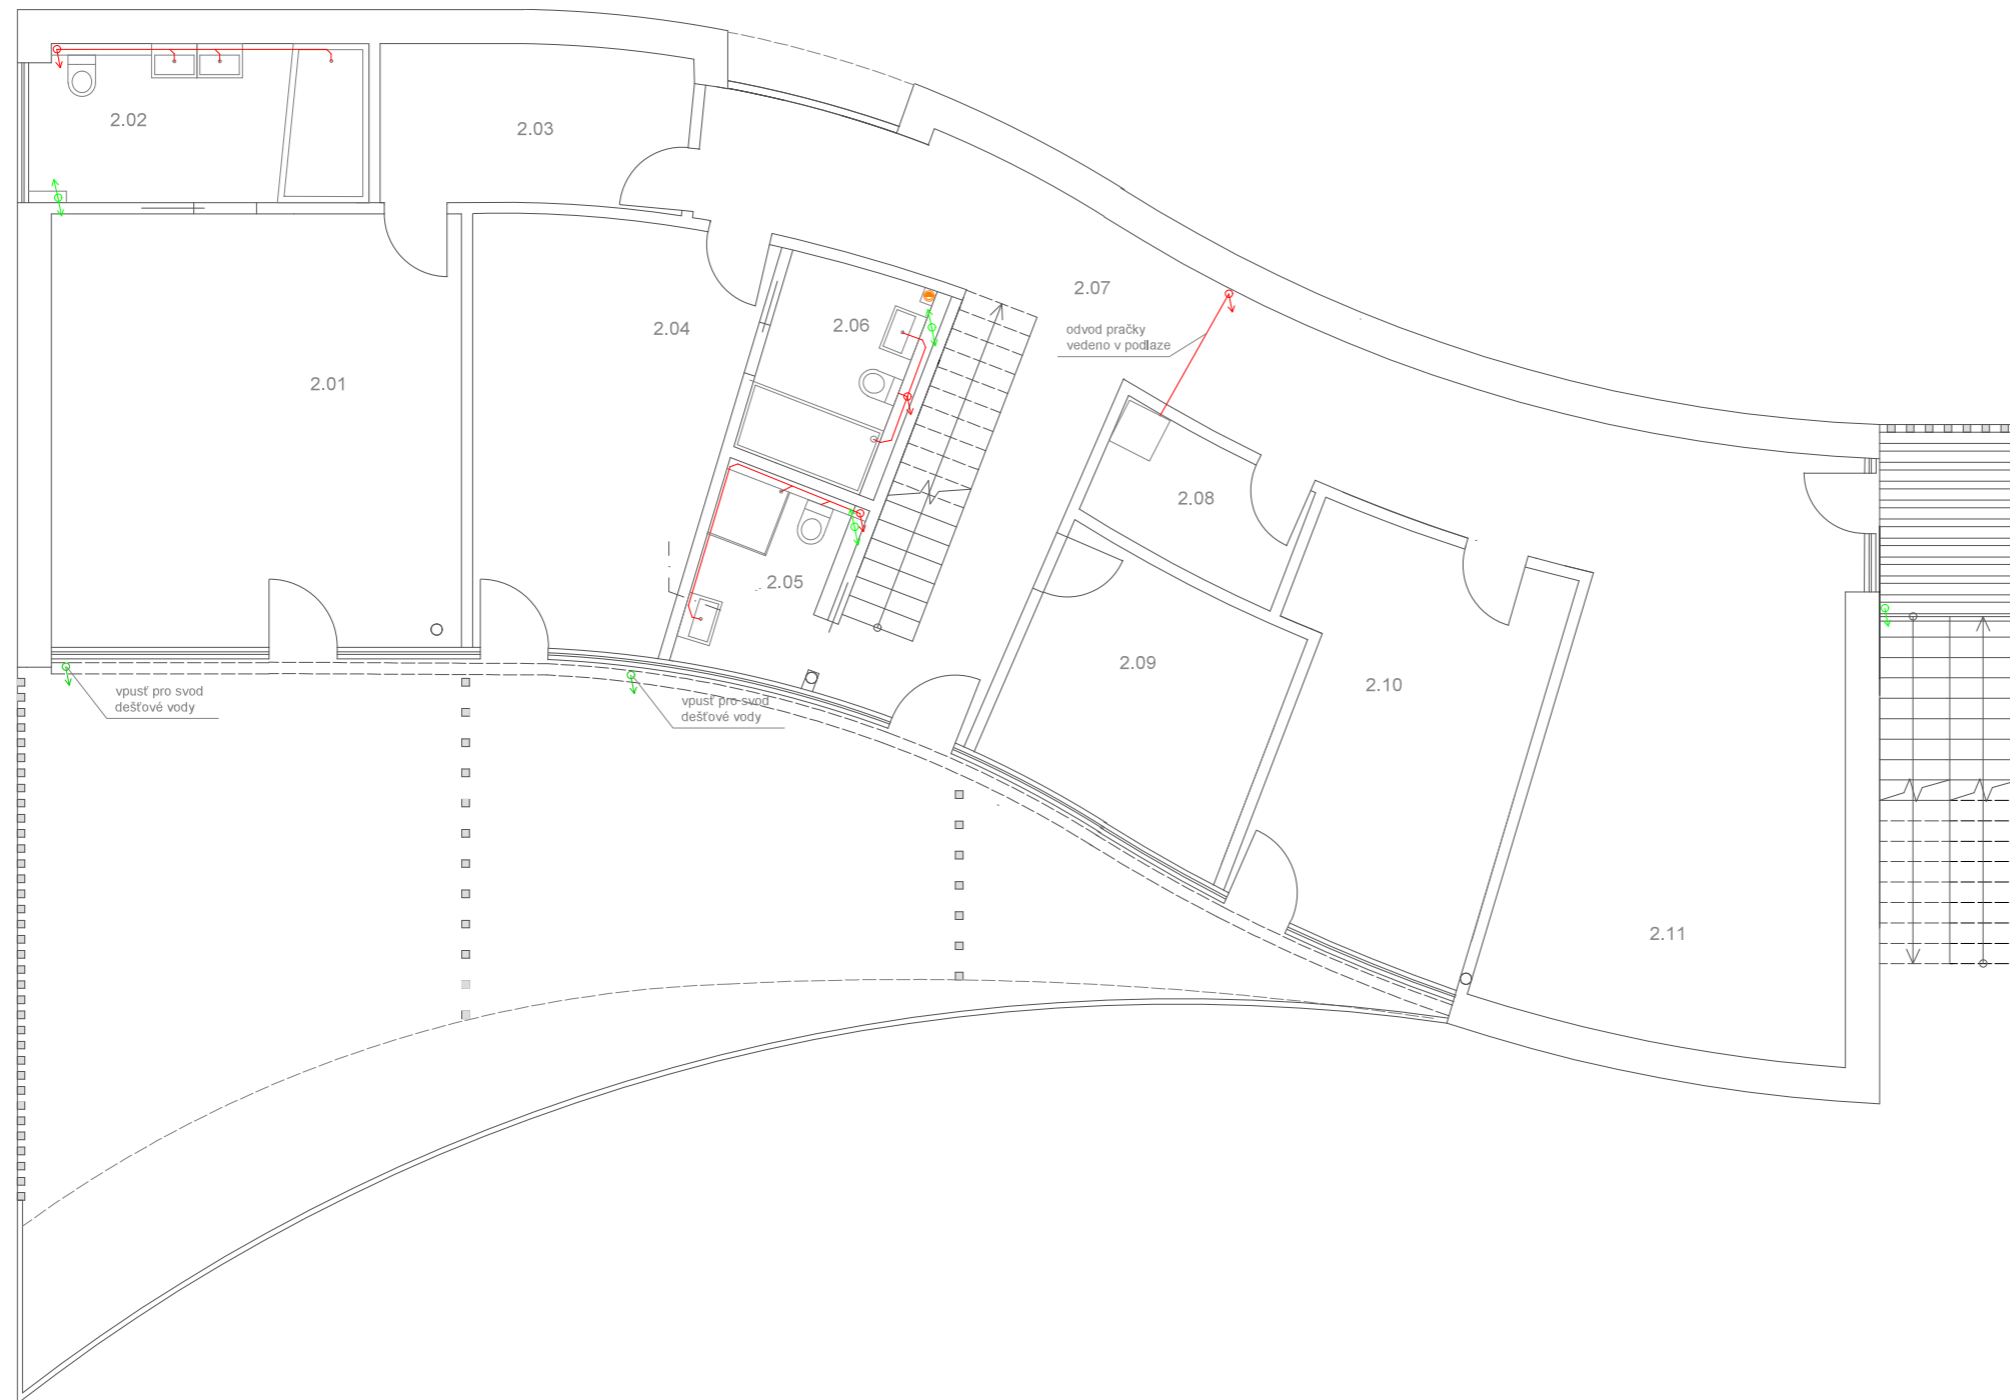 2.02
2.03
2.07
odvod pračky
vedeno v podlaze
2.04
2.06
2.01
2.08
2.05
2.09
2.10
vpusť pro svod
dešťové vody
vpusť pro svod
dešťové vody
2.11